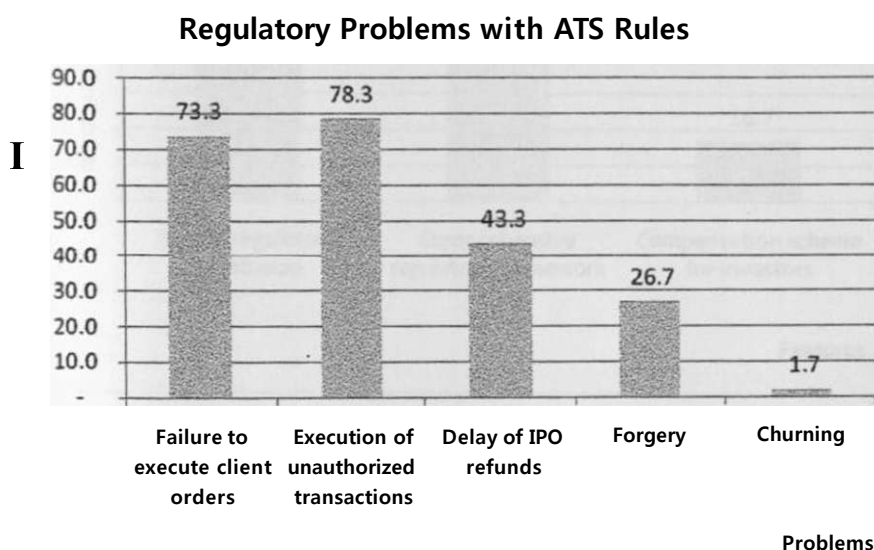 Regulatory Problems with ATS Rules
90.0
80.0
70.0
60.0
50.0
40.0
30.0
20.0
10.0
-
I
73.3
78.3
43.3
26.7
1.7
Failure to
execute client
orders
Execution of
unauthorized
transactions
Delay of IPO
refunds
Forgery
Churning
Problems